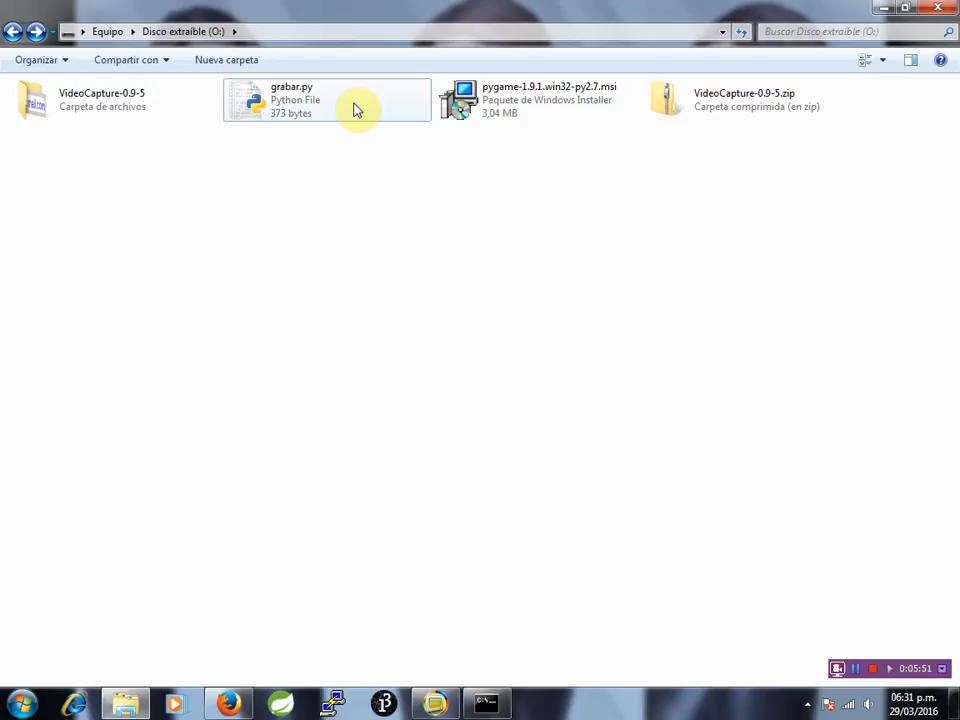 Equipo ▸ Disco extraíble (O:) ▸
Buscar Disco extraíble (O:)
Organizar
Compartir con
Nueva carpeta
VideoCapture-0.9-5
Carpeta de archivos
grabar.py
Python File
373 bytes
pygame-1.9.1.win32-py2.7.msi
Paquete de Windows Installer
3,04 MB
VideoCapture-0.9-5.zip
Carpeta comprimida (en zip)
0:05:51
06:31 p.m.
29/03/2016